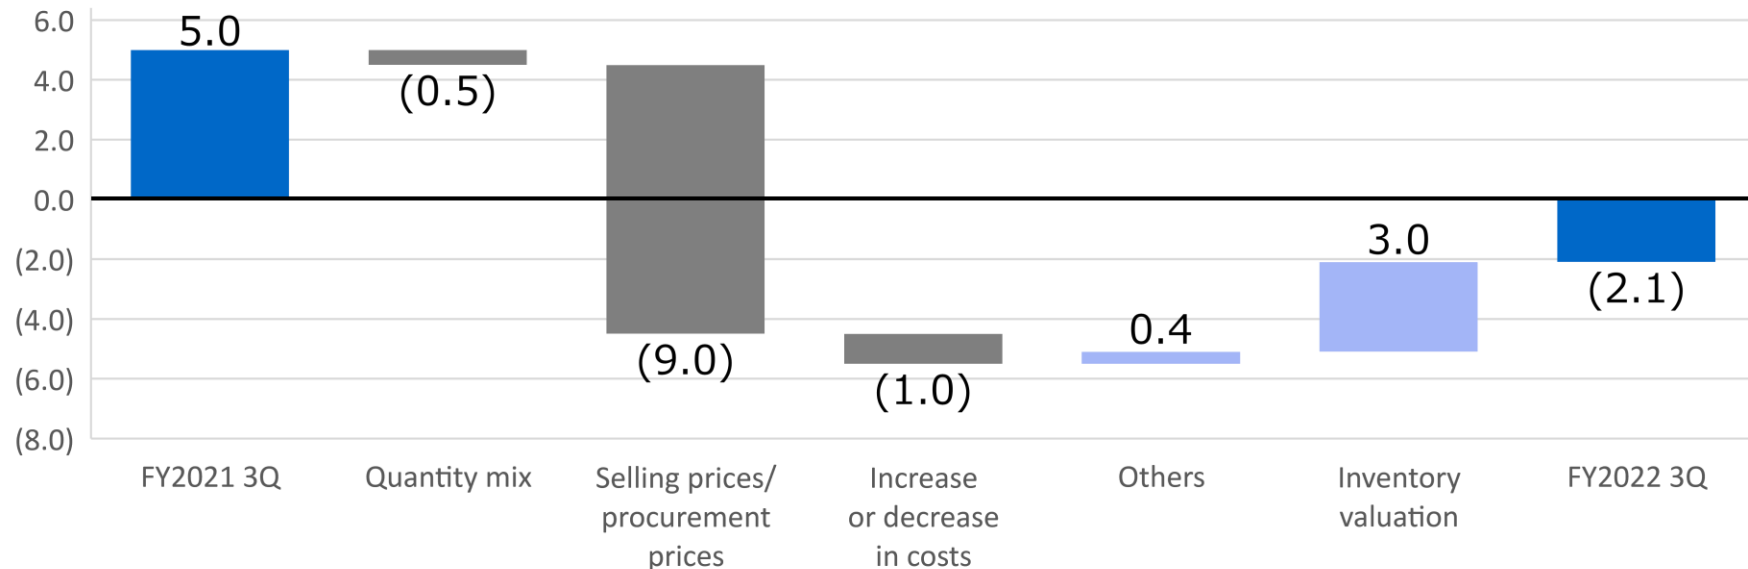 6.0
4.0
2.0
0.0
(2.0)
(4.0)
(6.0)
(8.0)
5.0
(0.5)
(9.0)
(1.0)
0.4
3.0
(2.1)
FY2021 3Q
Quantity mix
Selling prices/
procurement
prices
Increase
or decrease
in costs
Others
Inventory
valuation
FY2022 3Q